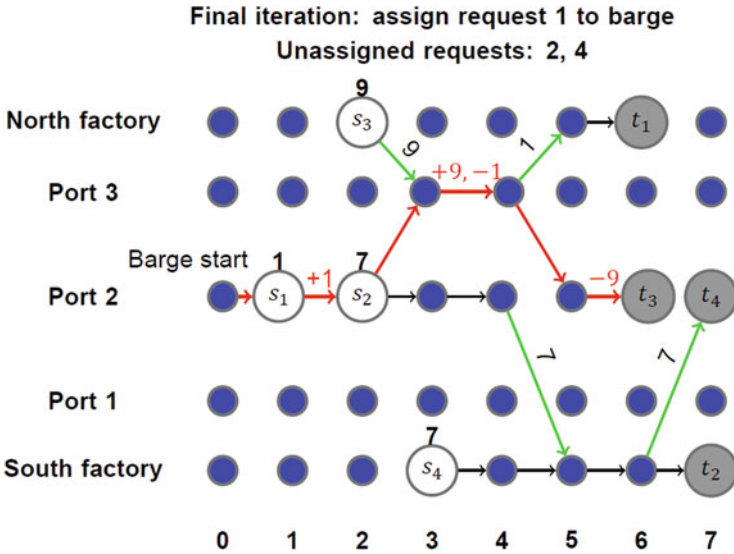 Final iteration: assign request 1 to barge
Unassigned requests: 2, 4
9
North factory s₃ t₁
9 1
Port 3 +9, −1
Barge start 1 +1 7
Port 2 s₁ s₂ −9 t₃ t₄
7 7
Port 1
7
South factory s₄ t₂
0 1 2 3 4 5 6 7